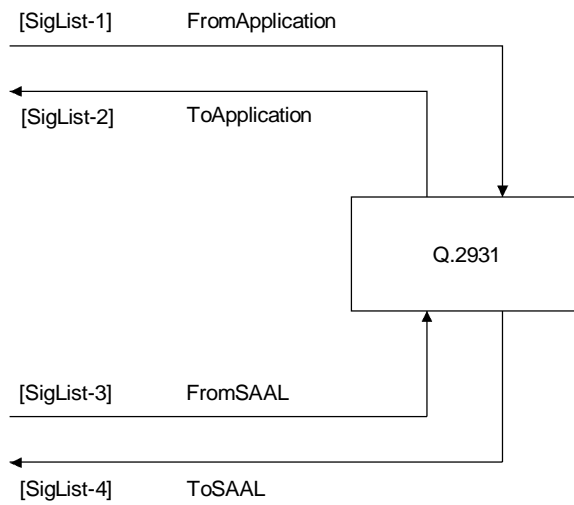 [SigList-1] FromApplication
[SigList-2] ToApplication
Q.2931
[SigList-3] FromSAAL
[SigList-4] ToSAAL